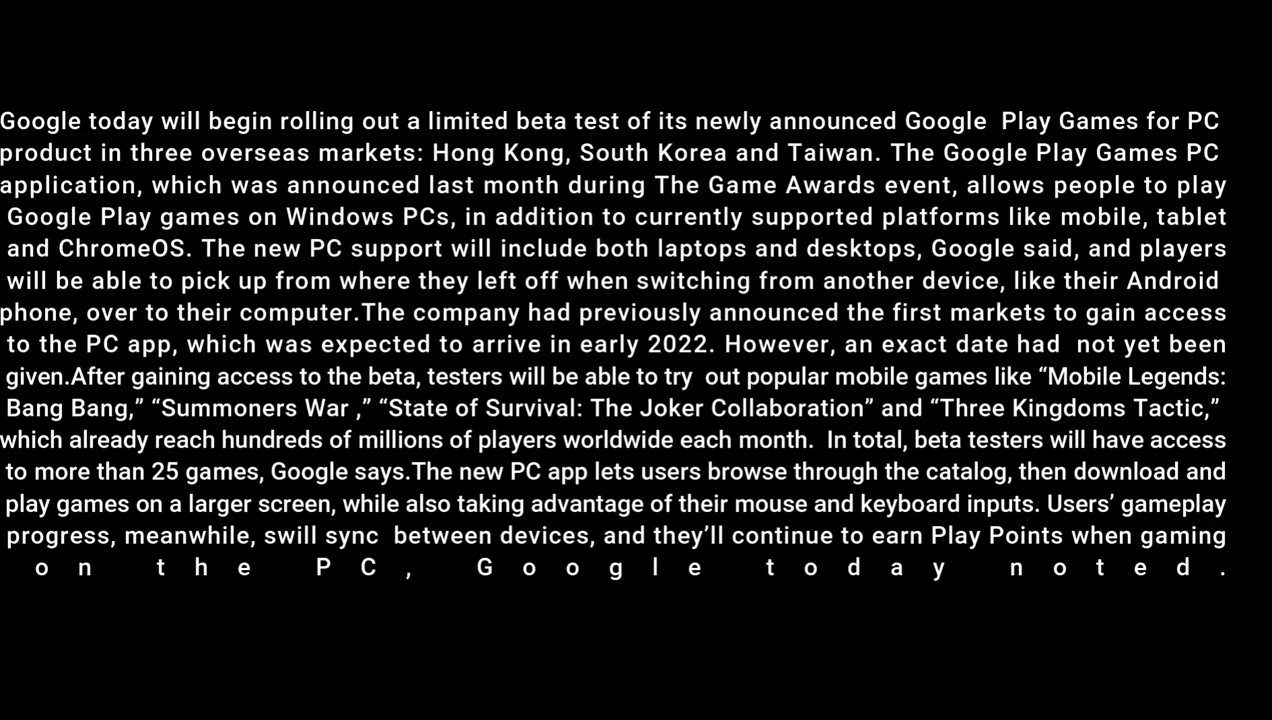 Google today will begin rolling out a limited beta test of its newly announced Google Play Games for PC
product in three overseas markets: Hong Kong, South Korea and Taiwan. The Google Play Games PC
application, which was announced last month during The Game Awards event, allows people to play
Google Play games on Windows PCs, in addition to currently supported platforms like mobile, tablet
and ChromeOS. The new PC support will include both laptops and desktops, Google said, and players
will be able to pick up from where they left off when switching from another device, like their Android
phone, over to their computer.The company had previously announced the first markets to gain access
to the PC app, which was expected to arrive in early 2022. However, an exact date had not yet been
given.After gaining access to the beta, testers will be able to try out popular mobile games like “Mobile Legends:
Bang Bang,” “Summoners War ,” “State of Survival: The Joker Collaboration” and “Three Kingdoms Tactic,”
which already reach hundreds of millions of players worldwide each month. In total, beta testers will have access
to more than 25 games, Google says.The new PC app lets users browse through the catalog, then download and
play games on a larger screen, while also taking advantage of their mouse and keyboard inputs. Users’ gameplay
progress, meanwhile, swill sync between devices, and they’ll continue to earn Play Points when gaming
on the PC, Google today noted.